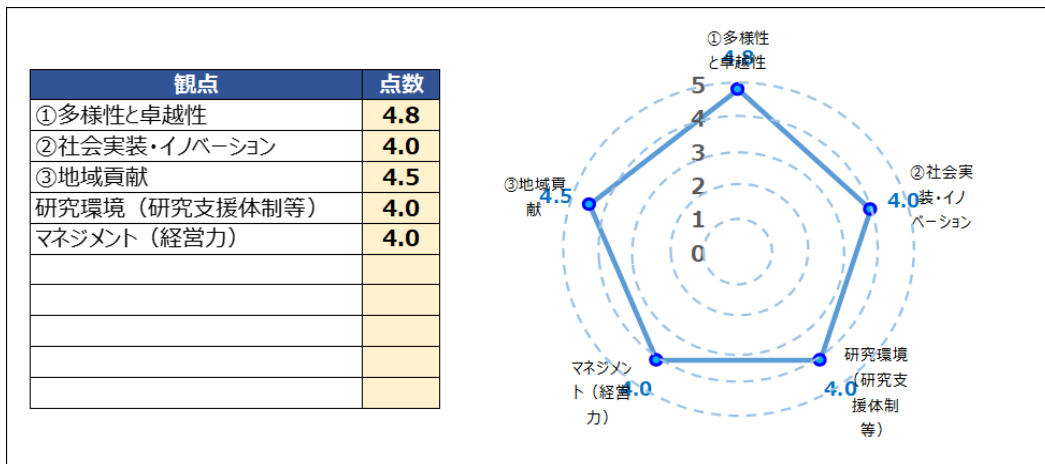 観点 点数
①多様性と卓越性 4.8
②社会実装・イノベーション 4.0
③地域貢献 4.5
研究環境（研究支援体制等） 4.0
マネジメント（経営力） 4.0
①多様性
と卓越性
4.8
5
4
3
2
1
0
②社会実
装・イノ
ベーション
4.0
研究環境
（研究支
援体制
等）
4.0
マネジメン
ト（経営
力）
4.0
③地域貢
献
4.5